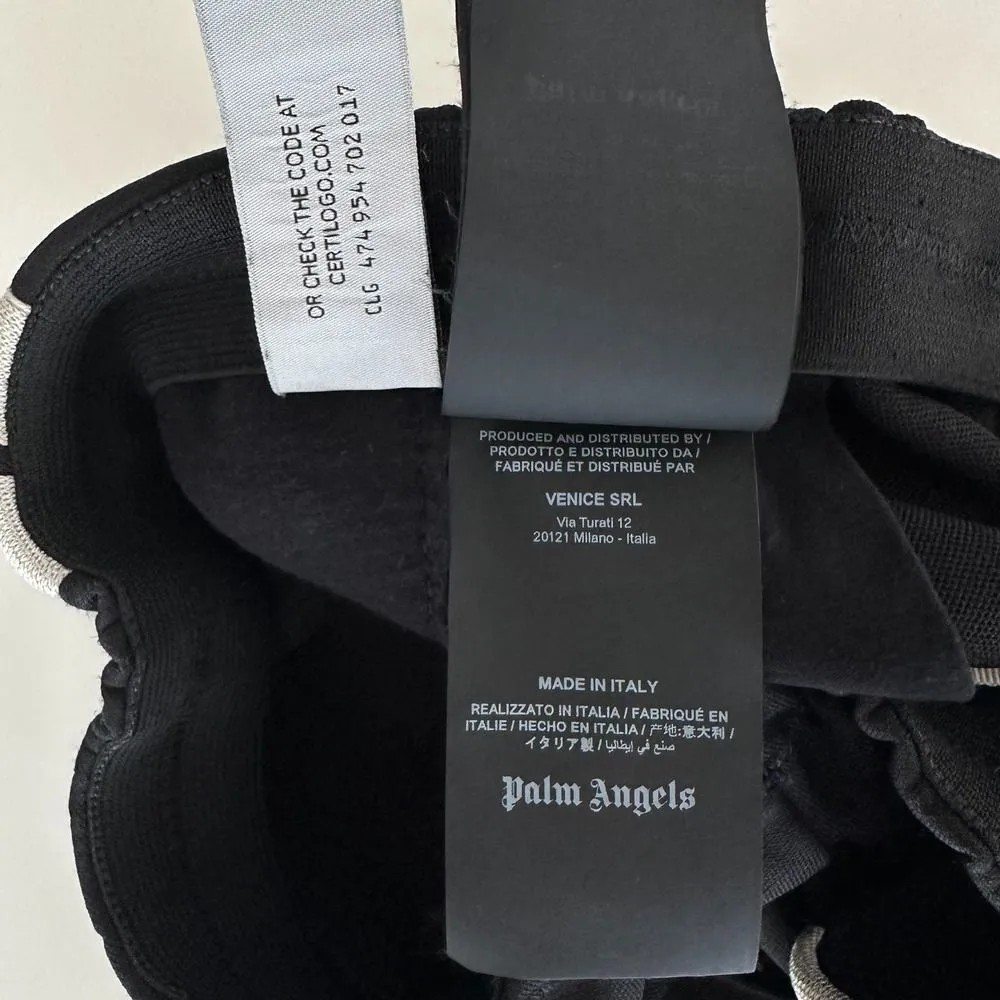 OR CHECK THE CODE AT
CERTILOGO.COM
CLG 474 954 702 017
PRODUCED AND DISTRIBUTED BY /
PRODOTTO E DISTRIBUITO DA /
FABRIQUÉ ET DISTRIBUÉ PAR
VENICE SRL
Via Turati 12
20121 Milano - Italia
MADE IN ITALY
REALIZZATO IN ITALIA / FABRIQUÉ EN
ITALIE / HECHO EN ITALIA / 产地:意大利 /
イタリア製 / صنع في إيطاليا
Palm Angels